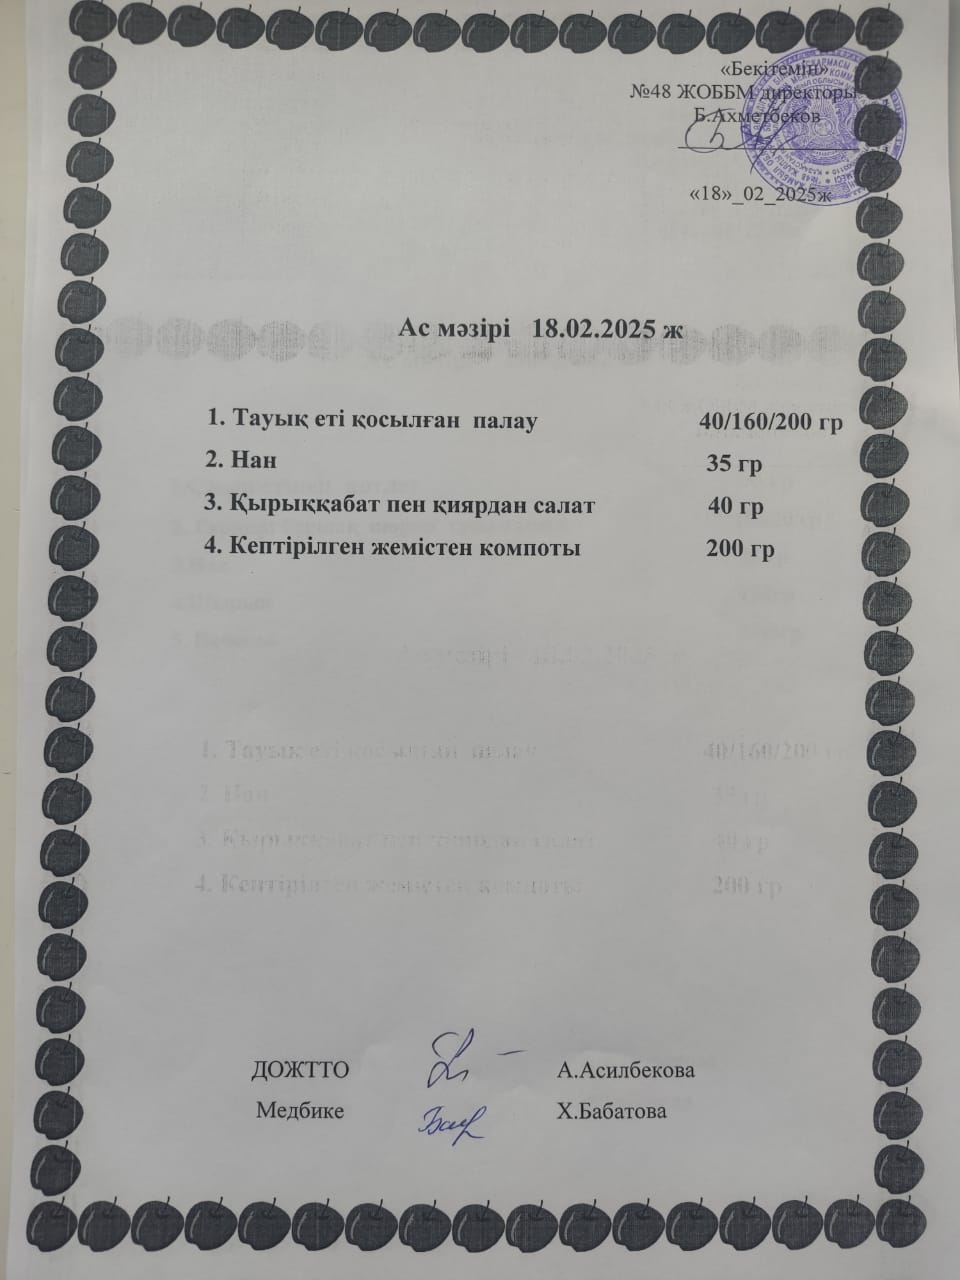 «Бекітемін»
№48 ЖОББМ директоры
Б.Ахметбеков
«18»_02_2025ж
Ас мәзірі 18.02.2025 ж
1. Тауық еті қосылған палау 40/160/200 гр
2. Нан 35 гр
3. Қырыққабат пен қиярдан салат 40 гр
4. Кептірілген жемістен компоты 200 гр
ДОЖТТО А.Асилбекова
Медбике Х.Бабатова